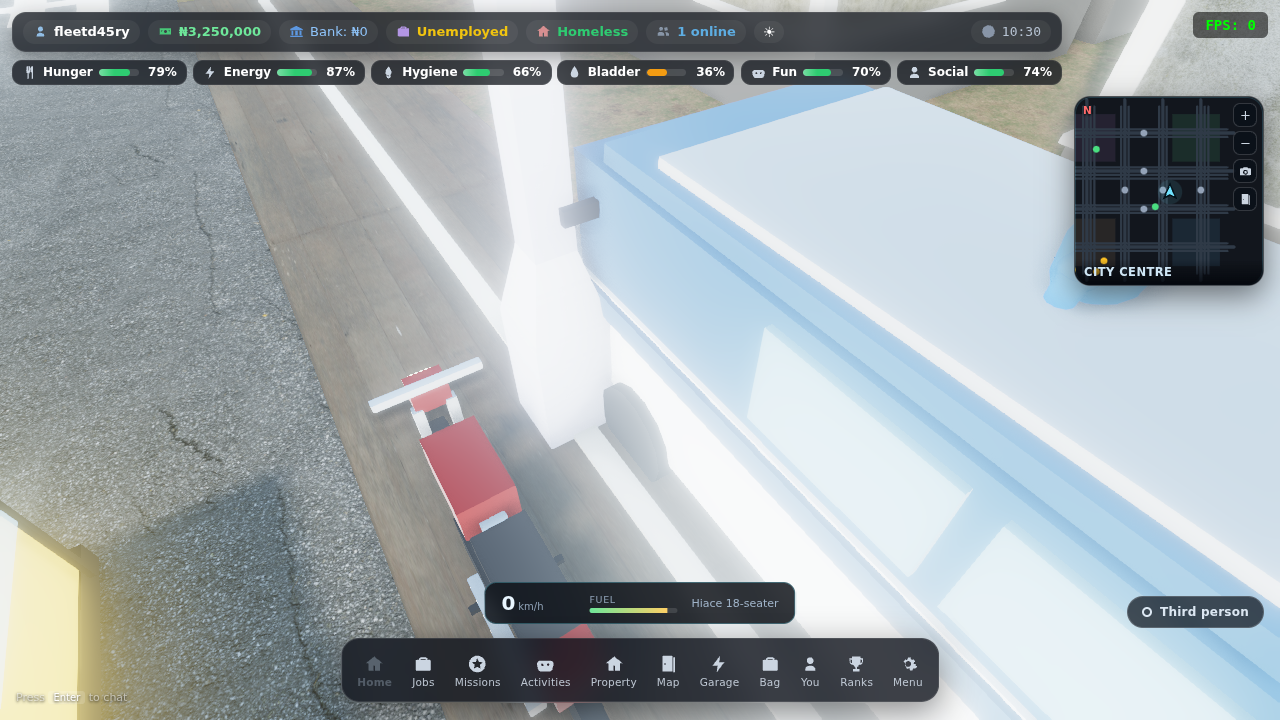 fleetd45ry
₦3,250,000
Bank: ₦0
Unemployed
Homeless
1 online
10:30
FPS: 0
Hunger 79%
Energy 87%
Hygiene 66%
Bladder 36%
Fun 70%
Social 74%
N
+
−
CITY CENTRE
0 km/h
FUEL
Hiace 18-seater
Third person
Home
Jobs
Missions
Activities
Property
Map
Garage
Bag
You
Ranks
Menu
Press Enter to chat